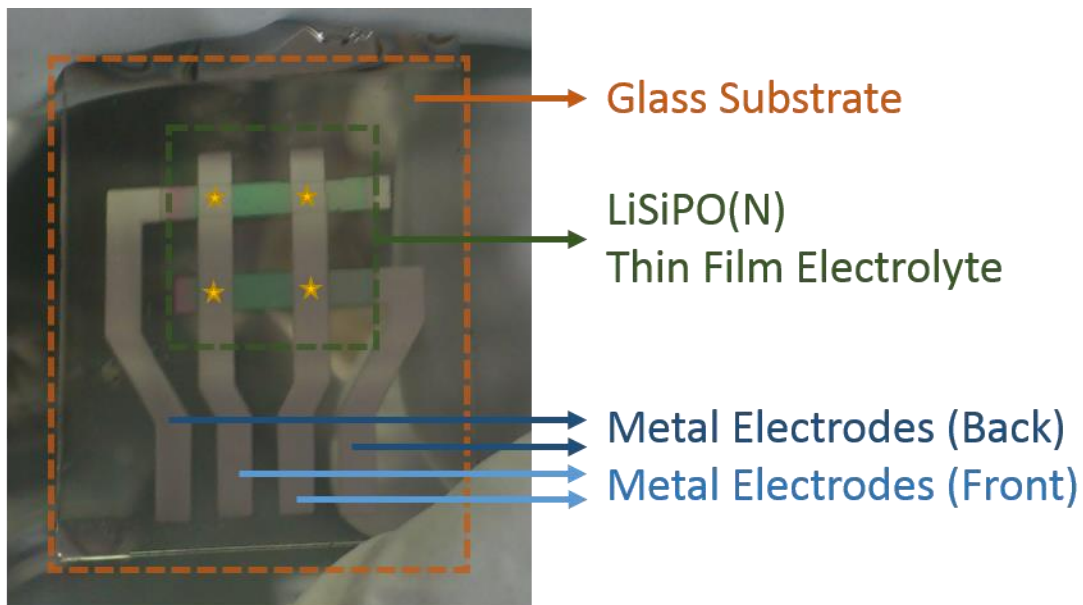 Glass Substrate
LiSiPO(N)
Thin Film Electrolyte
Metal Electrodes (Back)
Metal Electrodes (Front)